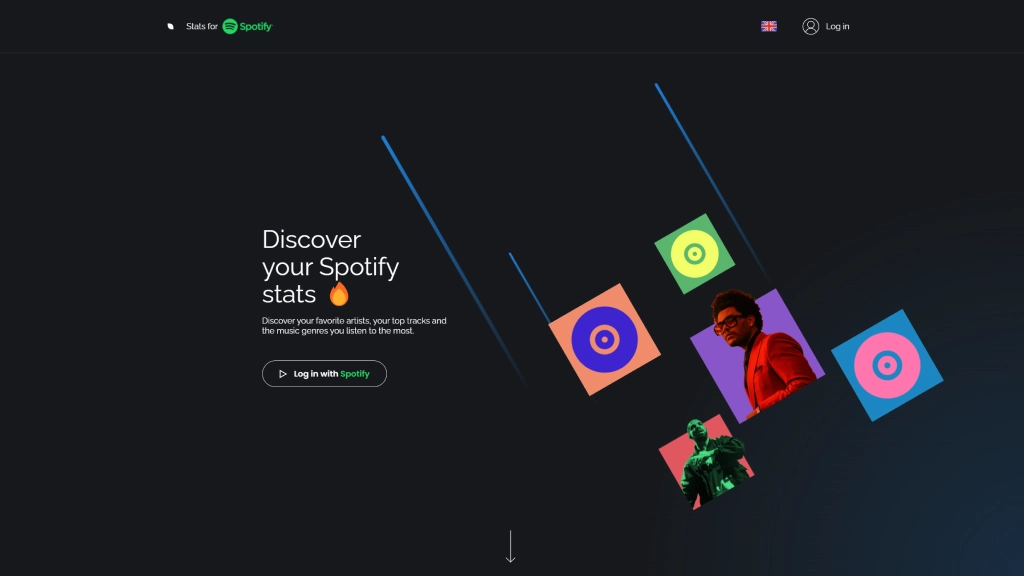 Stats for Spotify
Log in
Discover
your Spotify
stats 🔥
Discover your favorite artists, your top tracks and
the music genres you listen to the most.
Log in with Spotify